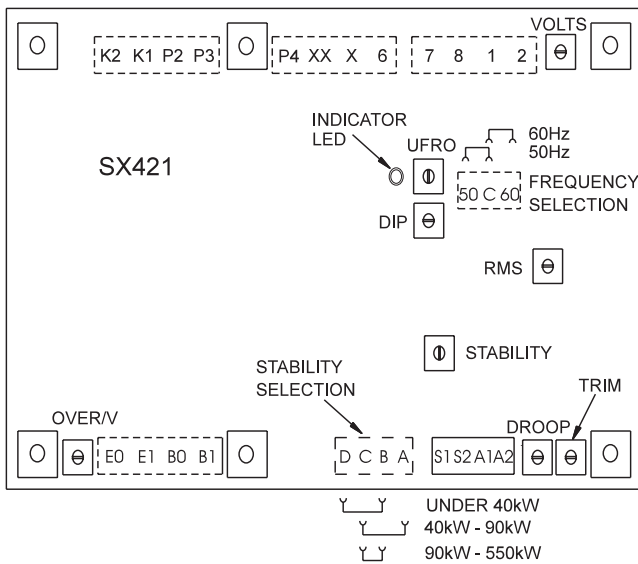 VOLTS
K2 K1 P2 P3
P4 XX X 6
7 8 1 2
INDICATOR
LED
UFRO
60Hz
50Hz
SX421
50 C 60
FREQUENCY
SELECTION
DIP
RMS
STABILITY
STABILITY
SELECTION
TRIM
OVER/V
DROOP
E0 E1 B0 B1
D C B A
S1 S2 A1 A2
UNDER 40kW
40kW - 90kW
90kW - 550kW